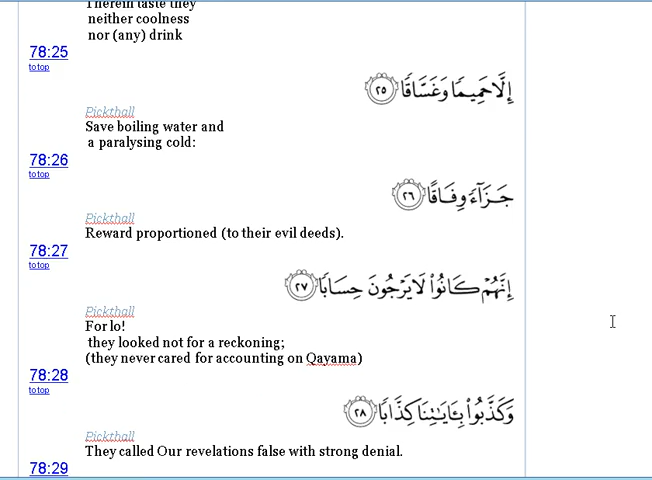 Therein taste they
neither coolness
nor (any) drink
78:25
to top
إِلَّا حَمِيمًا وَغَسَّاقًا ٢٥
Pickthall
Save boiling water and
a paralysing cold:
78:26
to top
جَزَآءً وِفَاقًا ٢٦
Pickthall
Reward proportioned (to their evil deeds).
78:27
to top
إِنَّهُمْ كَانُوا۟ لَا يَرْجُونَ حِسَابًا ٢٧
Pickthall
For lo!
they looked not for a reckoning;
(they never cared for accounting on Qayama)
78:28
to top
وَكَذَّبُوا۟ بِـَٔايَـٰتِنَا كِذَّابًا ٢٨
Pickthall
They called Our revelations false with strong denial.
78:29